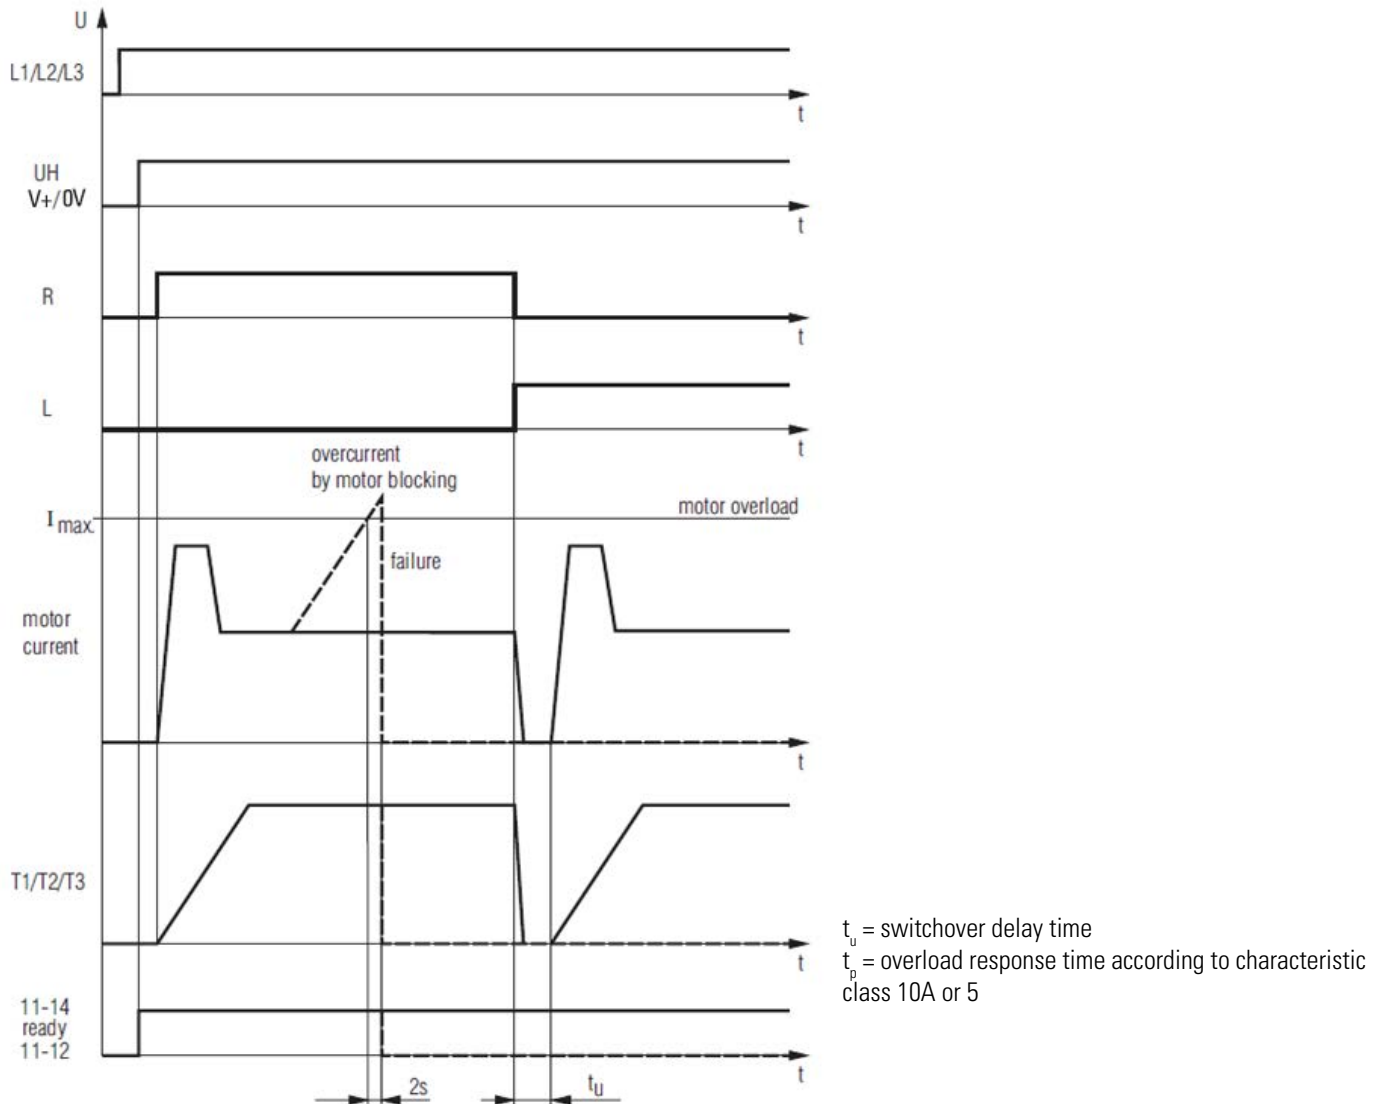 U
L1/L2/L3
t
UH
V+/0V
t
R
t
L
t
overcurrent
by motor blocking
I max.
motor overload
failure
motor
current
t
T1/T2/T3
t
tu = switchover delay time
tp = overload response time according to characteristic
class 10A or 5
11-14
ready
11-12
t
2s
tu